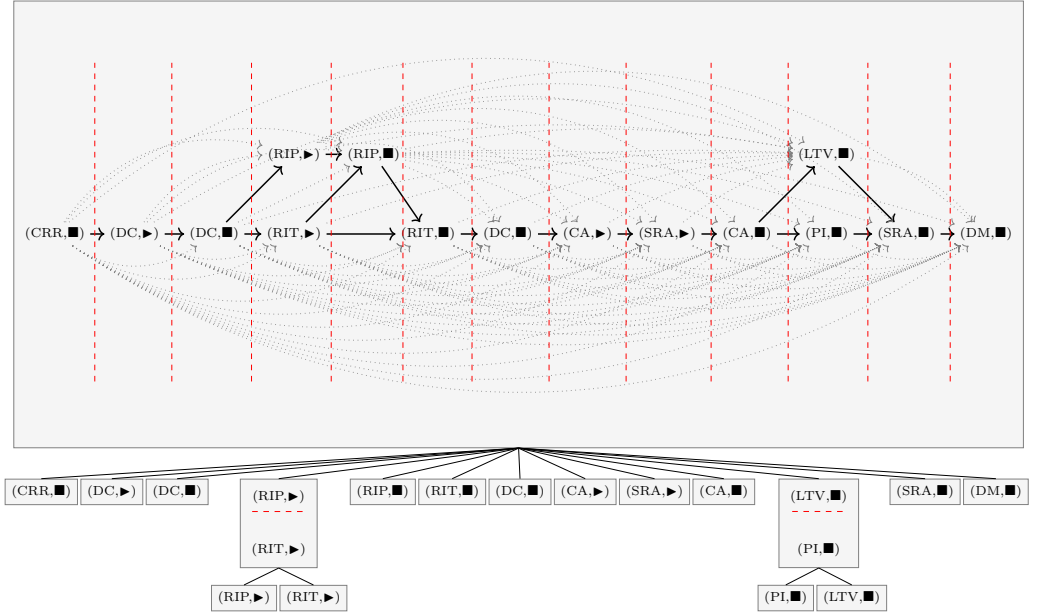 (RIP,▶) (RIP,■) (LTV,■)
(CRR,■) (DC,▶) (DC,■) (RIT,▶) (RIT,■) (DC,■) (CA,▶) (SRA,▶) (CA,■) (PI,■) (SRA,■) (DM,■)
(CRR,■) (DC,▶) (DC,■) (RIP,▶) (RIP,■) (RIT,■) (DC,■) (CA,▶) (SRA,▶) (CA,■) (LTV,■) (SRA,■) (DM,■)
(RIT,▶) (PI,■)
(RIP,▶) (RIT,▶) (PI,■) (LTV,■)